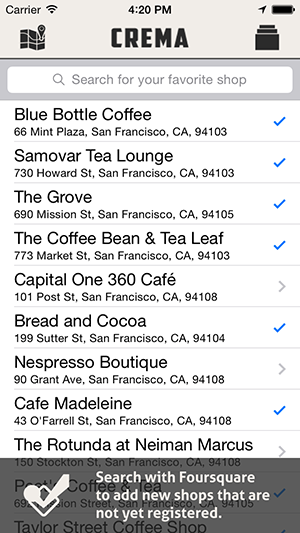 Carrier 4:20 PM
CREMA
Search for your favorite shop
Blue Bottle Coffee
66 Mint Plaza, San Francisco, CA, 94103
Samovar Tea Lounge
730 Howard St, San Francisco, CA, 94103
The Grove
690 Mission St, San Francisco, CA, 94105
The Coffee Bean & Tea Leaf
773 Market St, San Francisco, CA, 94103
Capital One 360 Café
101 Post St, San Francisco, CA, 94108
Bread and Cocoa
199 Sutter St, San Francisco, CA, 94104
Nespresso Boutique
90 Grant Ave, San Francisco, CA, 94108
Cafe Madeleine
43 O'Farrell St, San Francisco, CA, 94108
The Rotunda at Neiman Marcus
150 Stockton St, San Francisco, CA, 94108
Search with Foursquare
to add new shops that are
not yet registered.
Taylor Street Coffee Shop